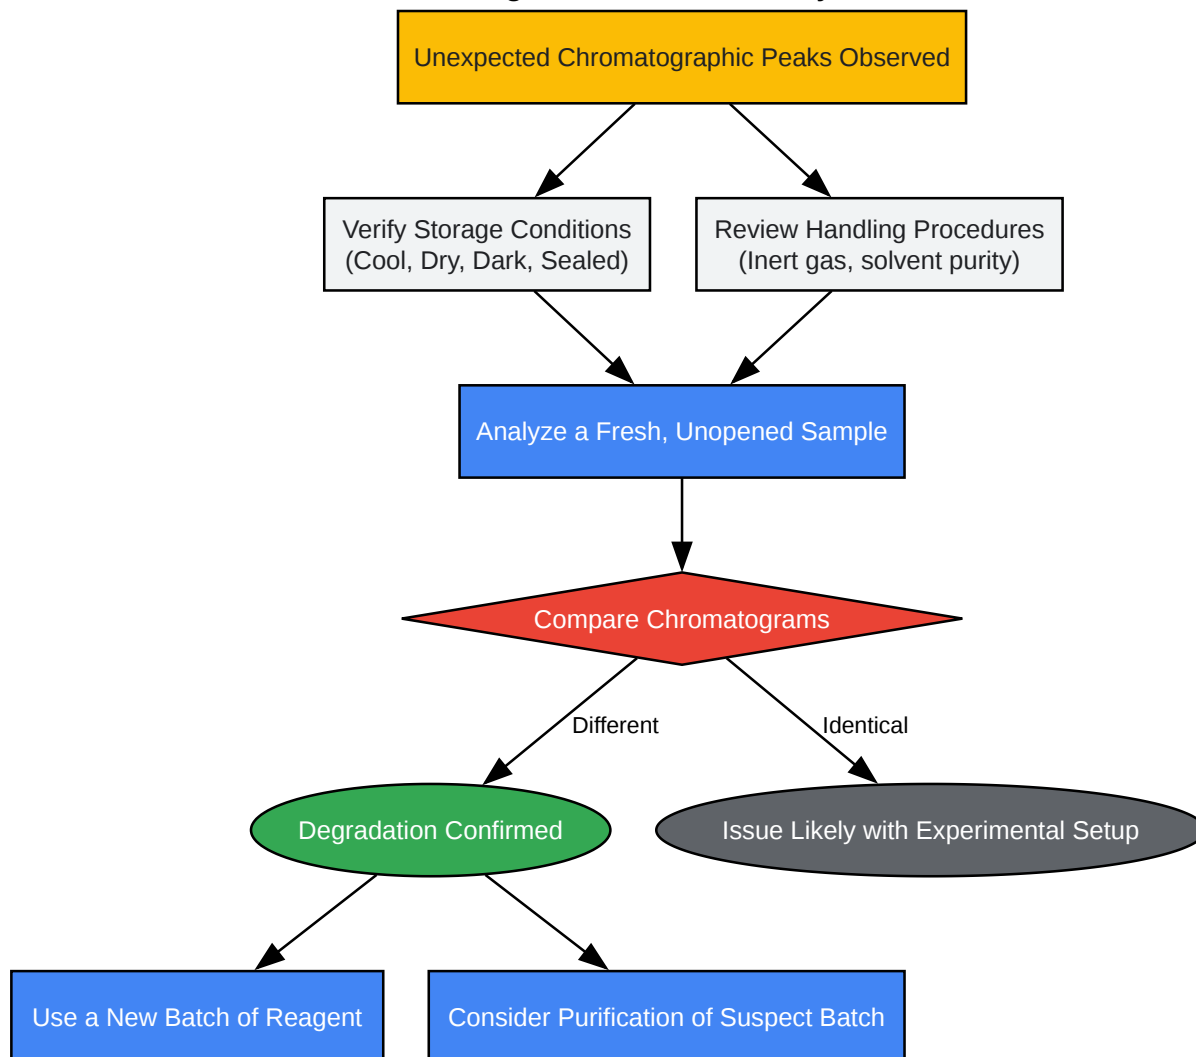 Unexpected Chromatographic Peaks Observed
Verify Storage Conditions
(Cool, Dry, Dark, Sealed)
Review Handling Procedures
(Inert gas, solvent purity)
Analyze a Fresh, Unopened Sample
Compare Chromatograms
Different
Identical
Degradation Confirmed
Issue Likely with Experimental Setup
Use a New Batch of Reagent
Consider Purification of Suspect Batch